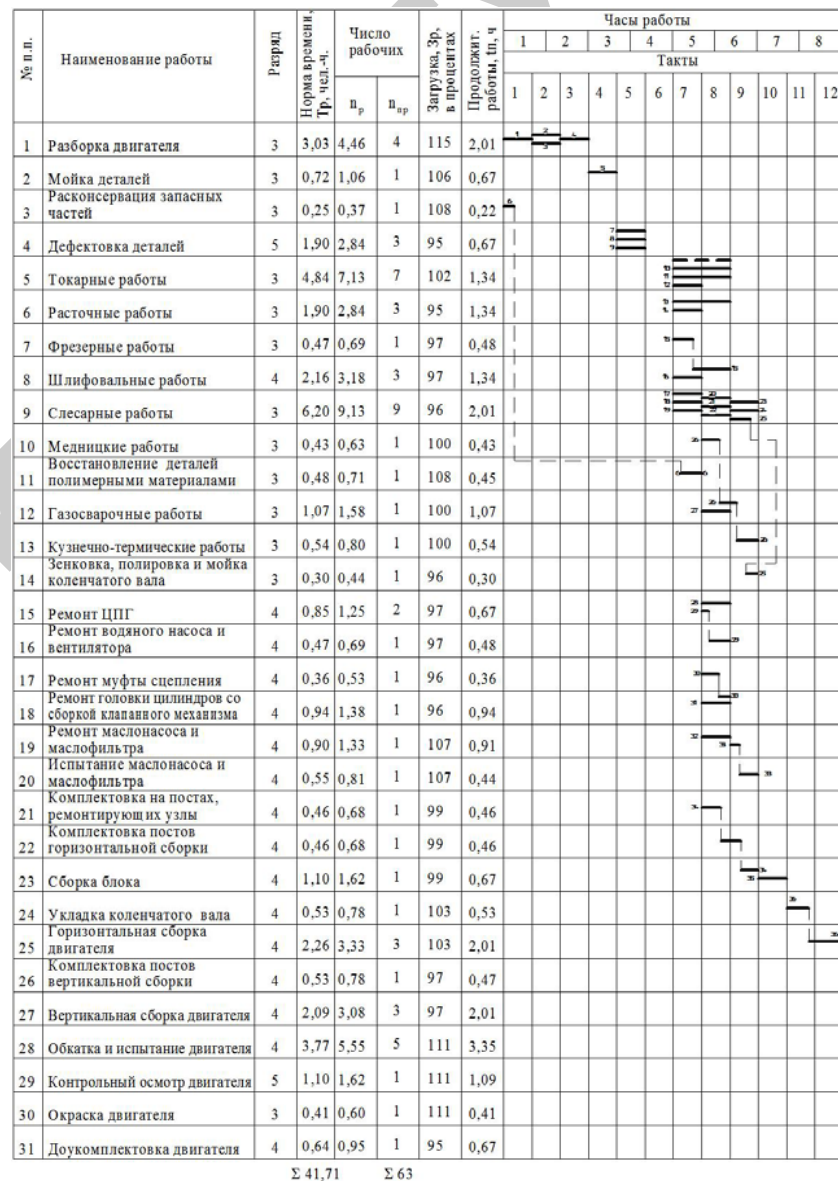 № п.п.
Наименование работы
Разряд
Норма времени, Тр, чел.-ч.
Число рабочих
nр
nпр
Загрузка, Зр, в процентах
Продолжит. работы, tп, ч
Часы работы
1 2 3 4 5 6 7 8
Такты
1 2 3 4 5 6 7 8 9 10 11 12
1 Разборка двигателя 3 3,03 4,46 4 115 2,01
2 Мойка деталей 3 0,72 1,06 1 106 0,67
Расконсервация запасных
3 частей 3 0,25 0,37 1 108 0,22
4 Дефектовка деталей 5 1,90 2,84 3 95 0,67
5 Токарные работы 3 4,84 7,13 7 102 1,34
6 Расточные работы 3 1,90 2,84 3 95 1,34
7 Фрезерные работы 3 0,47 0,69 1 97 0,48
8 Шлифовальные работы 4 2,16 3,18 3 97 1,34
9 Слесарные работы 3 6,20 9,13 9 96 2,01
10 Медницкие работы 3 0,43 0,63 1 100 0,43
Восстановление деталей
11 полимерными материалами 3 0,48 0,71 1 108 0,45
12 Газосварочные работы 3 1,07 1,58 1 100 1,07
13 Кузнечно-термические работы 3 0,54 0,80 1 100 0,54
Зенковка, полировка и мойка
14 коленчатого вала 3 0,30 0,44 1 96 0,30
15 Ремонт ЦПГ 4 0,85 1,25 2 97 0,67
Ремонт водяного насоса и
16 вентилятора 4 0,47 0,69 1 97 0,48
17 Ремонт муфты сцепления 4 0,36 0,53 1 96 0,36
Ремонт головки цилиндров со
18 сборкой клапанного механизма 4 0,94 1,38 1 96 0,94
Ремонт маслонасоса и
19 маслофильтра 4 0,90 1,33 1 107 0,91
Испытание маслонасоса и
20 маслофильтра 4 0,55 0,81 1 107 0,44
Комплектовка на постах,
21 ремонтирующих узлы 4 0,46 0,68 1 99 0,46
Комплектовка постов
22 горизонтальной сборки 4 0,46 0,68 1 99 0,46
23 Сборка блока 4 1,10 1,62 1 99 0,67
24 Укладка коленчатого вала 4 0,53 0,78 1 103 0,53
Горизонтальная сборка
25 двигателя 4 2,26 3,33 3 103 2,01
Комплектовка постов
26 вертикальной сборки 4 0,53 0,78 1 97 0,47
27 Вертикальная сборка двигателя 4 2,09 3,08 3 97 2,01
28 Обкатка и испытание двигателя 4 3,77 5,55 5 111 3,35
29 Контрольный осмотр двигателя 5 1,10 1,62 1 111 1,09
30 Окраска двигателя 3 0,41 0,60 1 111 0,41
31 Доукомплектовка двигателя 4 0,64 0,95 1 95 0,67
Σ 41,71 Σ 63